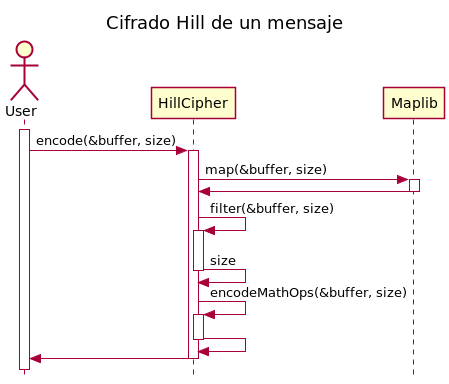 Cifrado Hill de un mensaje
User
HillCipher
Maplib
encode(&buffer, size)
map(&buffer, size)
filter(&buffer, size)
size
encodeMathOps(&buffer, size)